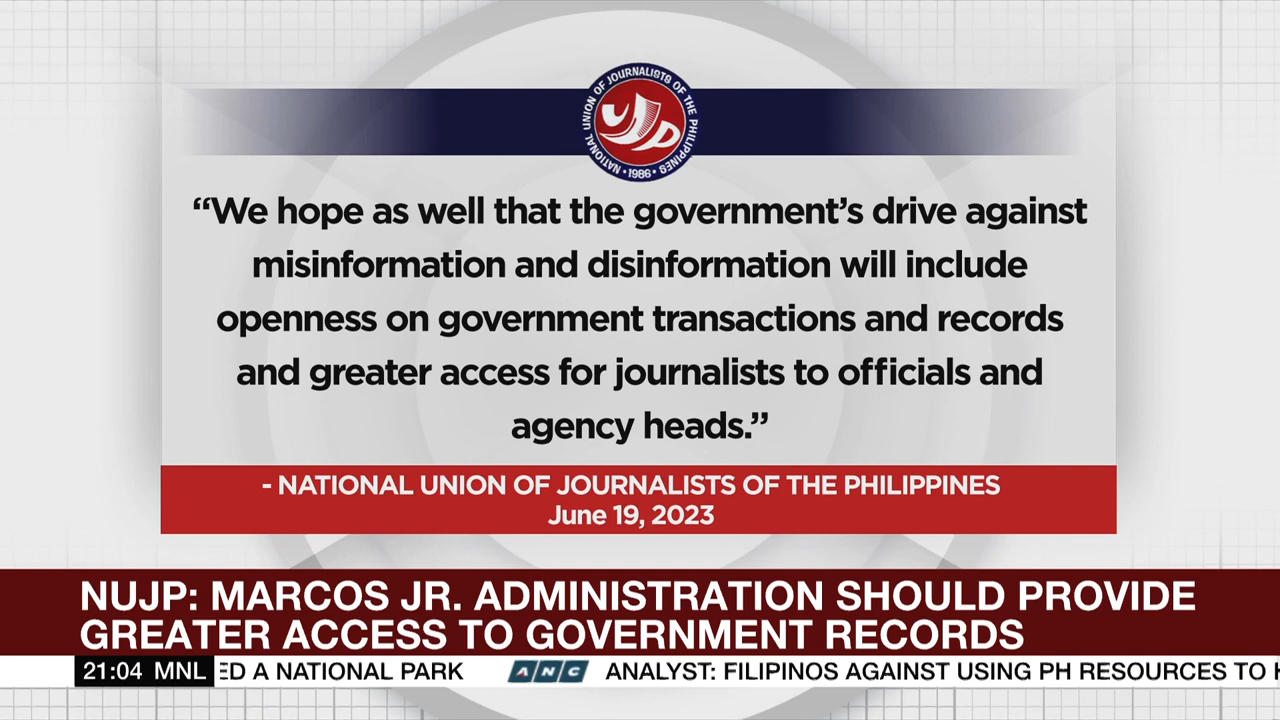 NATIONAL UNION OF JOURNALISTS OF THE PHILIPPINES
UJP
• 1986 •
“We hope as well that the government’s drive against
misinformation and disinformation will include
openness on government transactions and records
and greater access for journalists to officials and
agency heads.”
- NATIONAL UNION OF JOURNALISTS OF THE PHILIPPINES
June 19, 2023
NUJP: MARCOS JR. ADMINISTRATION SHOULD PROVIDE
GREATER ACCESS TO GOVERNMENT RECORDS
21:04 MNL ED A NATIONAL PARK ANC ANALYST: FILIPINOS AGAINST USING PH RESOURCES TO